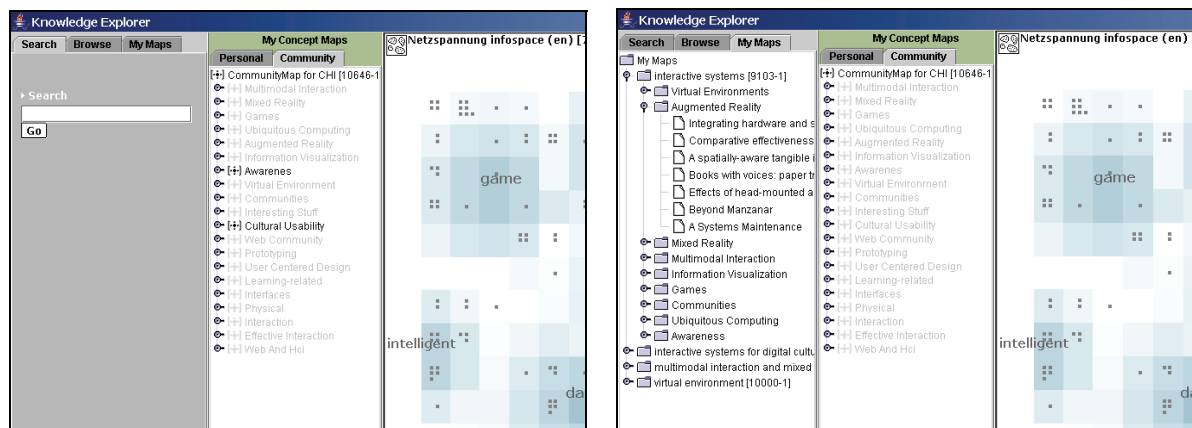 Knowledge Explorer
Search Browse My Maps
Search
Go
My Concept Maps
Personal Community
[+] CommunityMap for CHI [10646-1
[+] Multimodal Interaction
[+] Mixed Reality
[+] Games
[+] Ubiquitous Computing
[+] Augmented Reality
[+] Information Visualization
[+] Awarenes
[+] Virtual Environment
[+] Communities
[+] Interesting Stuff
[+] Cultural Usability
[+] Web Community
[+] Prototyping
[+] User Centered Design
[+] Learning-related
[+] Interfaces
[+] Physical
[+] Interaction
[+] Effective Interaction
[+] Web And Hci
Netzspannung infospace (en) [7
game
intelligent
da
Knowledge Explorer
Search Browse My Maps
My Maps
interactive systems [9103-1]
Virtual Environments
Augmented Reality
Integrating hardware and s
Comparative effectiveness
A spatially-aware tangible i
Books with voices: paper tr
Effects of head-mounted a
Beyond Manzanar
A Systems Maintenance
Mixed Reality
Multimodal Interaction
Information Visualization
Games
Communities
Ubiquitous Computing
Awareness
interactive systems for digital cultu
multimodal interaction and mixed
virtual environment [10000-1]
My Concept Maps
Personal Community
[+] CommunityMap for CHI [10646-1
[+] Multimodal Interaction
[+] Mixed Reality
[+] Games
[+] Ubiquitous Computing
[+] Augmented Reality
[+] Information Visualization
[+] Awarenes
[+] Virtual Environment
[+] Communities
[+] Interesting Stuff
[+] Cultural Usability
[+] Web Community
[+] Prototyping
[+] User Centered Design
[+] Learning-related
[+] Interfaces
[+] Physical
[+] Interaction
[+] Effective Interaction
[+] Web And Hci
Netzspannung infospace (en)
game
intelligent
d